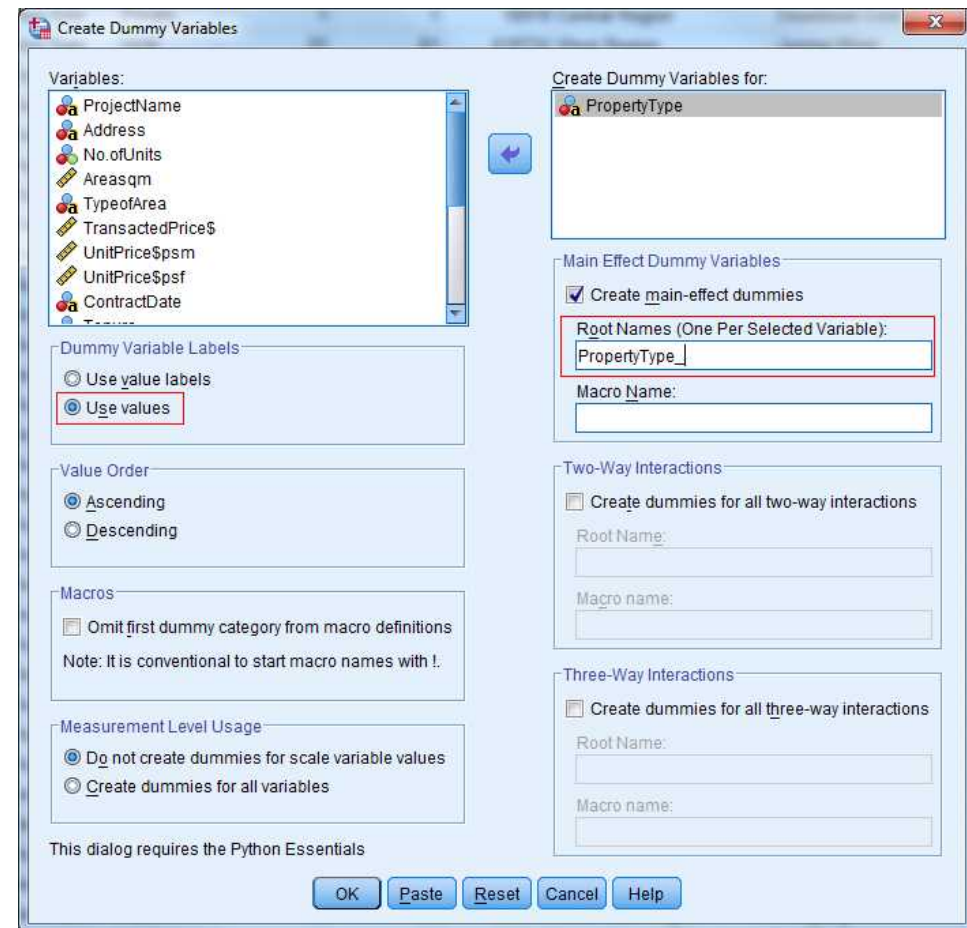 Create Dummy Variables
Variables:
ProjectName
Address
No.ofUnits
Areasqm
TypeofArea
TransactedPrice$
UnitPrice$psm
UnitPrice$psf
ContractDate
Dummy Variable Labels
Use value labels
Use values
Value Order
Ascending
Descending
Macros
Omit first dummy category from macro definitions
Note: It is conventional to start macro names with !.
Measurement Level Usage
Do not create dummies for scale variable values
Create dummies for all variables
This dialog requires the Python Essentials
Create Dummy Variables for:
PropertyType
Main Effect Dummy Variables
Create main-effect dummies
Root Names (One Per Selected Variable):
PropertyType_
Macro Name:
Two-Way Interactions
Create dummies for all two-way interactions
Root Name:
Macro name:
Three-Way Interactions
Create dummies for all three-way interactions
Root Name:
Macro name:
OK Paste Reset Cancel Help